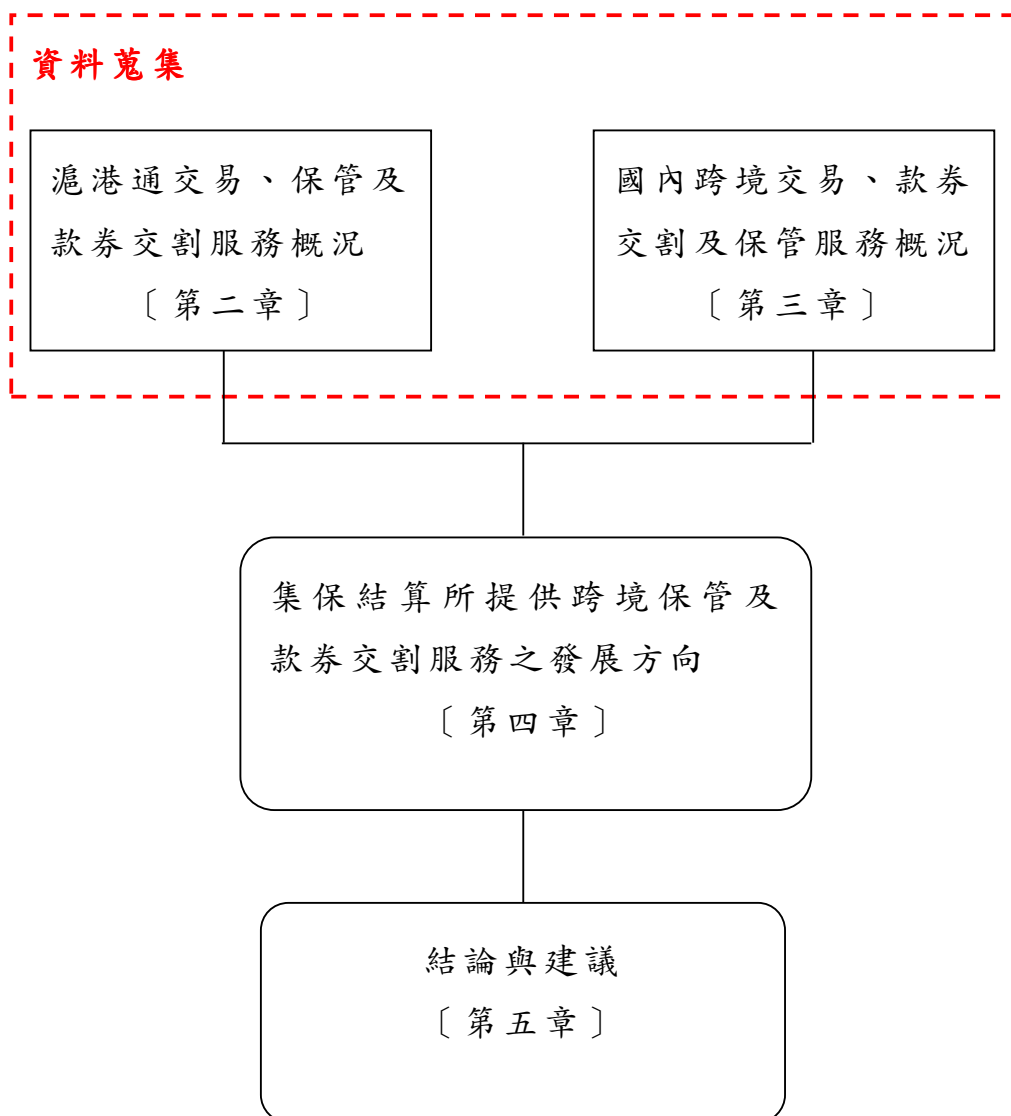 資料蒐集
滬港通交易、保管及
款券交割服務概況
〔第二章〕
國內跨境交易、款券
交割及保管服務概況
〔第三章〕
集保結算所提供跨境保管及
款券交割服務之發展方向
〔第四章〕
結論與建議
〔第五章〕